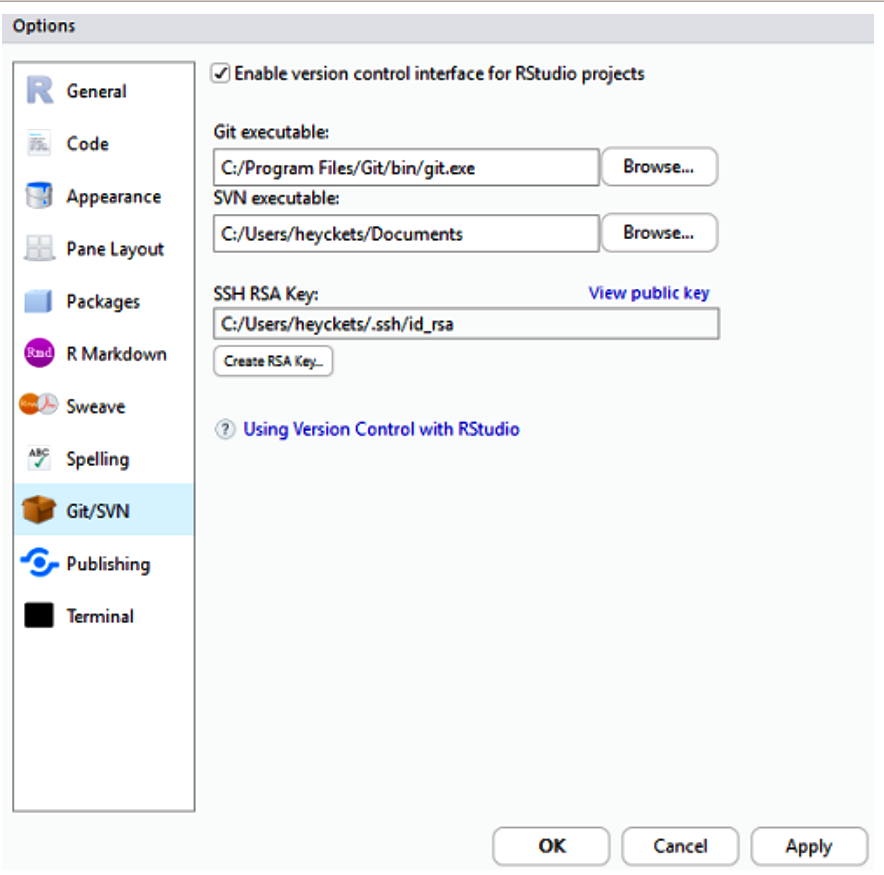 Options
General
Code
Appearance
Pane Layout
Packages
Rmd
R Markdown
Sweave
ABC
Spelling
Git/SVN
Publishing
Terminal
Enable version control interface for RStudio projects
Git executable:
C:/Program Files/Git/bin/git.exe
Browse...
SVN executable:
C:/Users/heyckets/Documents
Browse...
SSH RSA Key:
View public key
C:/Users/heyckets/.ssh/id_rsa
Create RSA Key...
? Using Version Control with RStudio
OK
Cancel
Apply